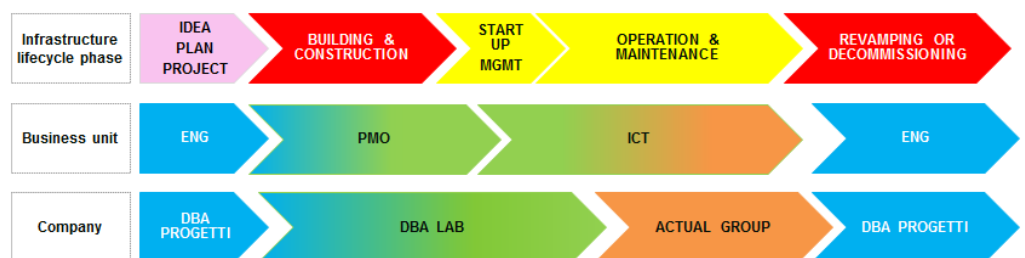 Infrastructure
lifecycle phase
IDEA
PLAN
PROJECT
BUILDING &
CONSTRUCTION
START
UP
MGMT
OPERATION &
MAINTENANCE
REVAMPING OR
DECOMMISSIONING
Business unit
ENG
PMO
ICT
ENG
Company
DBA
PROGETTI
DBA LAB
ACTUAL GROUP
DBA PROGETTI